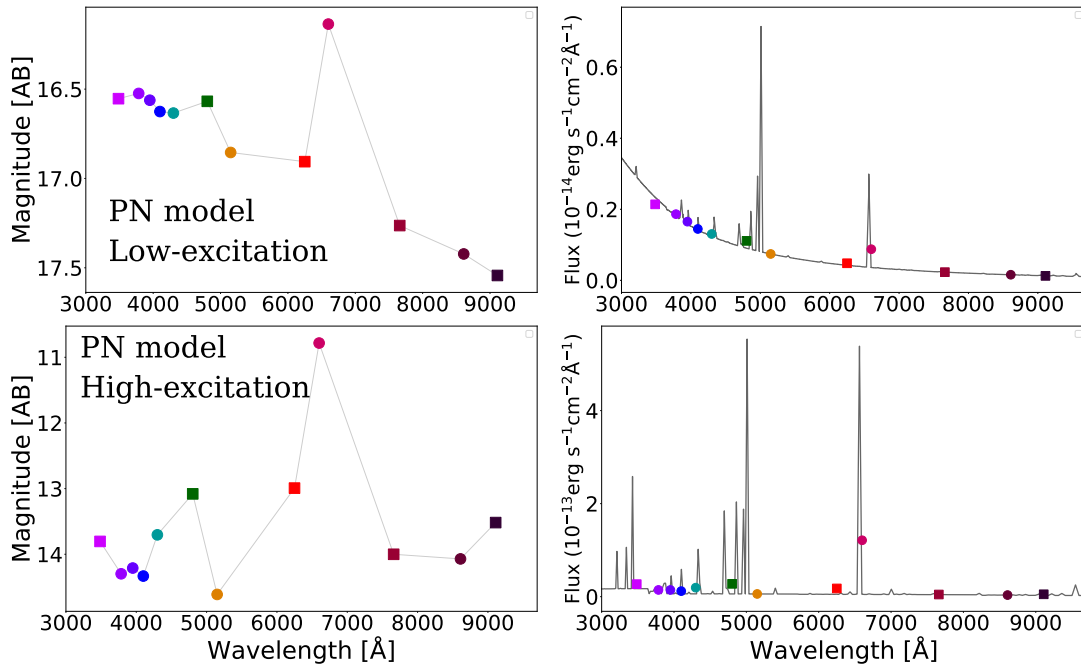 Magnitude [AB]
16.5
17.0
17.5
PN model
Low-excitation
3000 4000 5000 6000 7000 8000 9000
Flux (10⁻¹⁴erg s⁻¹cm⁻²Å⁻¹)
0.6
0.4
0.2
0.0
3000 4000 5000 6000 7000 8000 9000
Magnitude [AB]
11
12
13
14
PN model
High-excitation
3000 4000 5000 6000 7000 8000 9000
Wavelength [Å]
Flux (10⁻¹³erg s⁻¹cm⁻²Å⁻¹)
4
2
0
3000 4000 5000 6000 7000 8000 9000
Wavelength [Å]